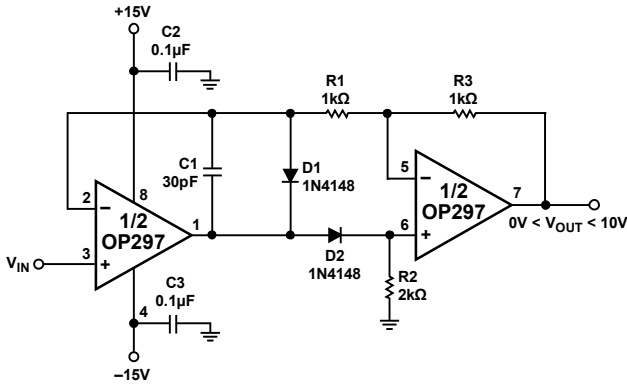 +15V
C2
0.1µF
R1
1kΩ
R3
1kΩ
2
8
C1
30pF
D1
1N4148
5
1/2
OP297
7
1/2
OP297
1
6
0V < VOUT < 10V
VIN
3
D2
1N4148
R2
2kΩ
C3
0.1µF
4
–15V